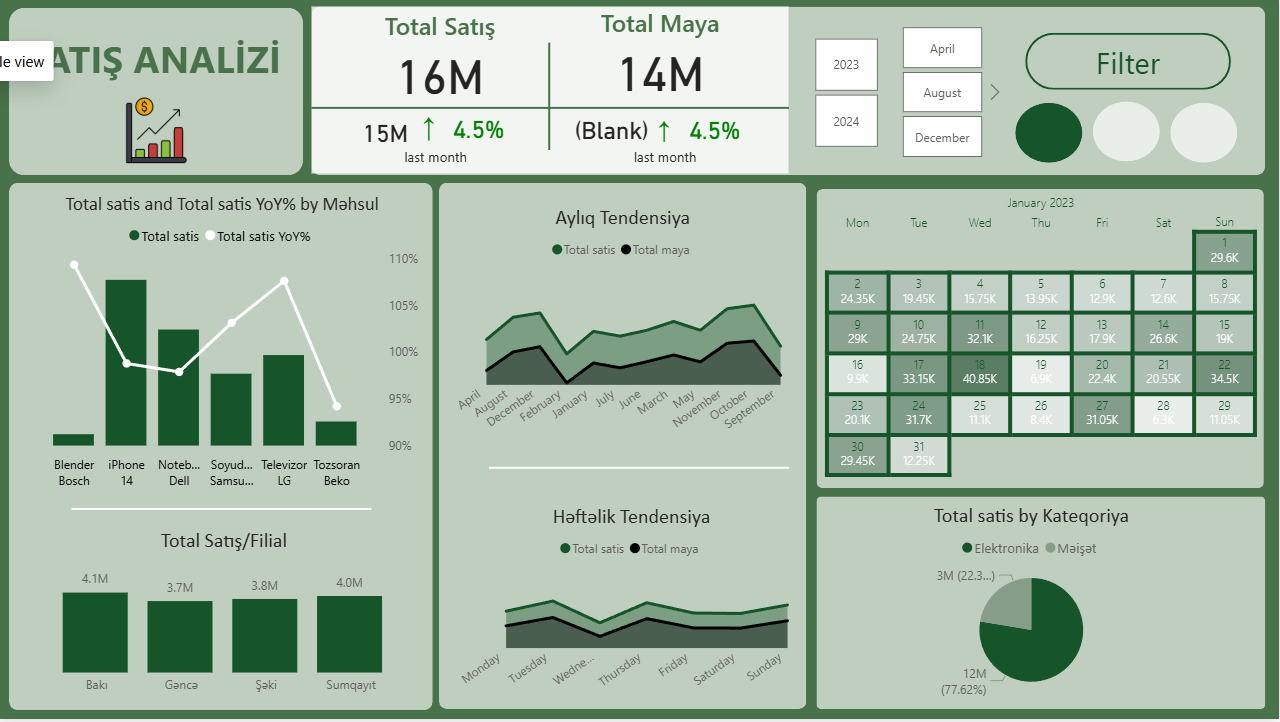 le view
ATIŞ ANALİZİ
Total Satış
16M
15M ↑ 4.5%
last month
Total Maya
14M
(Blank) ↑ 4.5%
last month
2023
2024
April
August
December
Filter
Total satis and Total satis YoY% by Məhsul
Total satis Total satis YoY%
110%
105%
100%
95%
90%
Blender Bosch
iPhone 14
Noteb... Dell
Soyud... Samsu...
Televizor LG
Tozsoran Beko
Total Satış/Filial
4.1M
3.7M
3.8M
4.0M
Bakı
Gəncə
Şəki
Sumqayıt
Aylıq Tendensiya
Total satis Total maya
April
August
December
February
January
July
June
March
May
November
October
September
Həftəlik Tendensiya
Total satis Total maya
Monday
Tuesday
Wedne...
Thursday
Friday
Saturday
Sunday
January 2023
Mon Tue Wed Thu Fri Sat Sun
1
29.6K
2 3 4 5 6 7 8
24.35K 19.45K 15.75K 13.95K 12.9K 12.6K 15.75K
9 10 11 12 13 14 15
29K 24.75K 32.1K 16.25K 17.9K 26.6K 19K
16 17 18 19 20 21 22
9.9K 33.15K 40.85K 6.9K 22.4K 20.55K 34.5K
23 24 25 26 27 28 29
20.1K 31.7K 11.1K 8.4K 31.05K 6.3K 11.05K
30 31
29.45K 12.25K
Total satis by Kateqoriya
Elektronika Məişət
3M (22.3...)
12M
(77.62%)